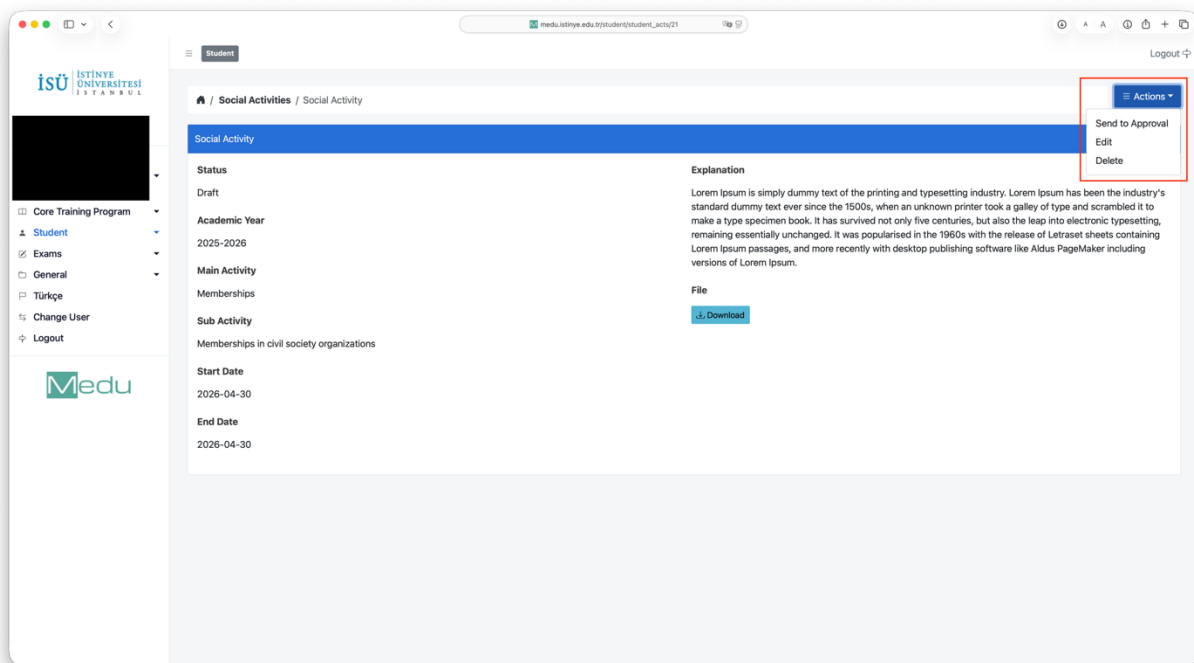 medu.istinye.edu.tr/student/student_acts/21
A A
Student
Logout
İSÜ İSTİNYE ÜNİVERSİTESİ İSTANBUL
/ Social Activities / Social Activity
Actions
Send to Approval
Edit
Delete
Social Activity
Status
Draft
Academic Year
2025-2026
Main Activity
Memberships
Sub Activity
Memberships in civil society organizations
Start Date
2026-04-30
End Date
2026-04-30
Explanation
Lorem Ipsum is simply dummy text of the printing and typesetting industry. Lorem Ipsum has been the industry's
standard dummy text ever since the 1500s, when an unknown printer took a galley of type and scrambled it to
make a type specimen book. It has survived not only five centuries, but also the leap into electronic typesetting,
remaining essentially unchanged. It was popularised in the 1960s with the release of Letraset sheets containing
Lorem Ipsum passages, and more recently with desktop publishing software like Aldus PageMaker including
versions of Lorem Ipsum.
File
Download
Core Training Program
Student
Exams
General
Türkçe
Change User
Logout
Medu